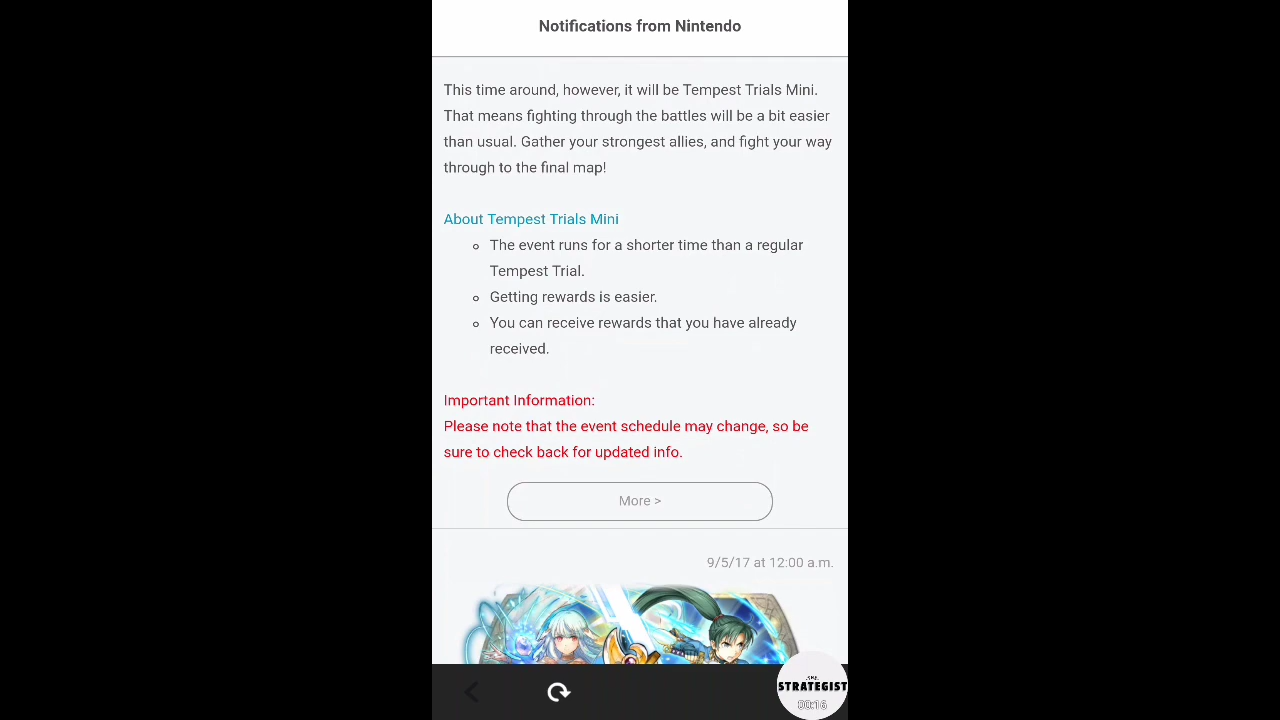 Notifications from Nintendo
This time around, however, it will be Tempest Trials Mini.
That means fighting through the battles will be a bit easier
than usual. Gather your strongest allies, and fight your way
through to the final map!
About Tempest Trials Mini
The event runs for a shorter time than a regular
Tempest Trial.
Getting rewards is easier.
You can receive rewards that you have already
received.
Important Information:
Please note that the event schedule may change, so be
sure to check back for updated info.
More >
9/5/17 at 12:00 a.m.
STRATEGIST
00:16